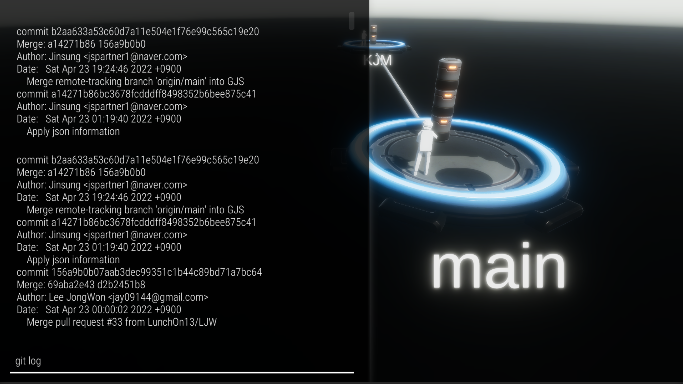 commit b2aa633a53c60d7a11e504e1f76e99c565c19e20
Merge: a14271b86 156a9b0b0
Author: Jinsung <jspartner1@naver.com>
Date:   Sat Apr 23 19:24:46 2022 +0900
Merge remote-tracking branch 'origin/main' into GJS
commit a14271b86bc3678fcdddff8498352b6bee875c41
Author: Jinsung <jspartner1@naver.com>
Date:   Sat Apr 23 01:19:40 2022 +0900
Apply json information
commit b2aa633a53c60d7a11e504e1f76e99c565c19e20
Merge: a14271b86 156a9b0b0
Author: Jinsung <jspartner1@naver.com>
Date:   Sat Apr 23 19:24:46 2022 +0900
Merge remote-tracking branch 'origin/main' into GJS
commit a14271b86bc3678fcdddff8498352b6bee875c41
Author: Jinsung <jspartner1@naver.com>
Date:   Sat Apr 23 01:19:40 2022 +0900
Apply json information
commit 156a9b0b07aab3dec99351c1b44c89bd71a7bc64
Merge: 69aba2e43 d2b2451b8
Author: Lee JongWon <jay09144@gmail.com>
Date:   Sat Apr 23 00:00:02 2022 +0900
Merge pull request #33 from LunchOn13/LJW
git log
KJM
main